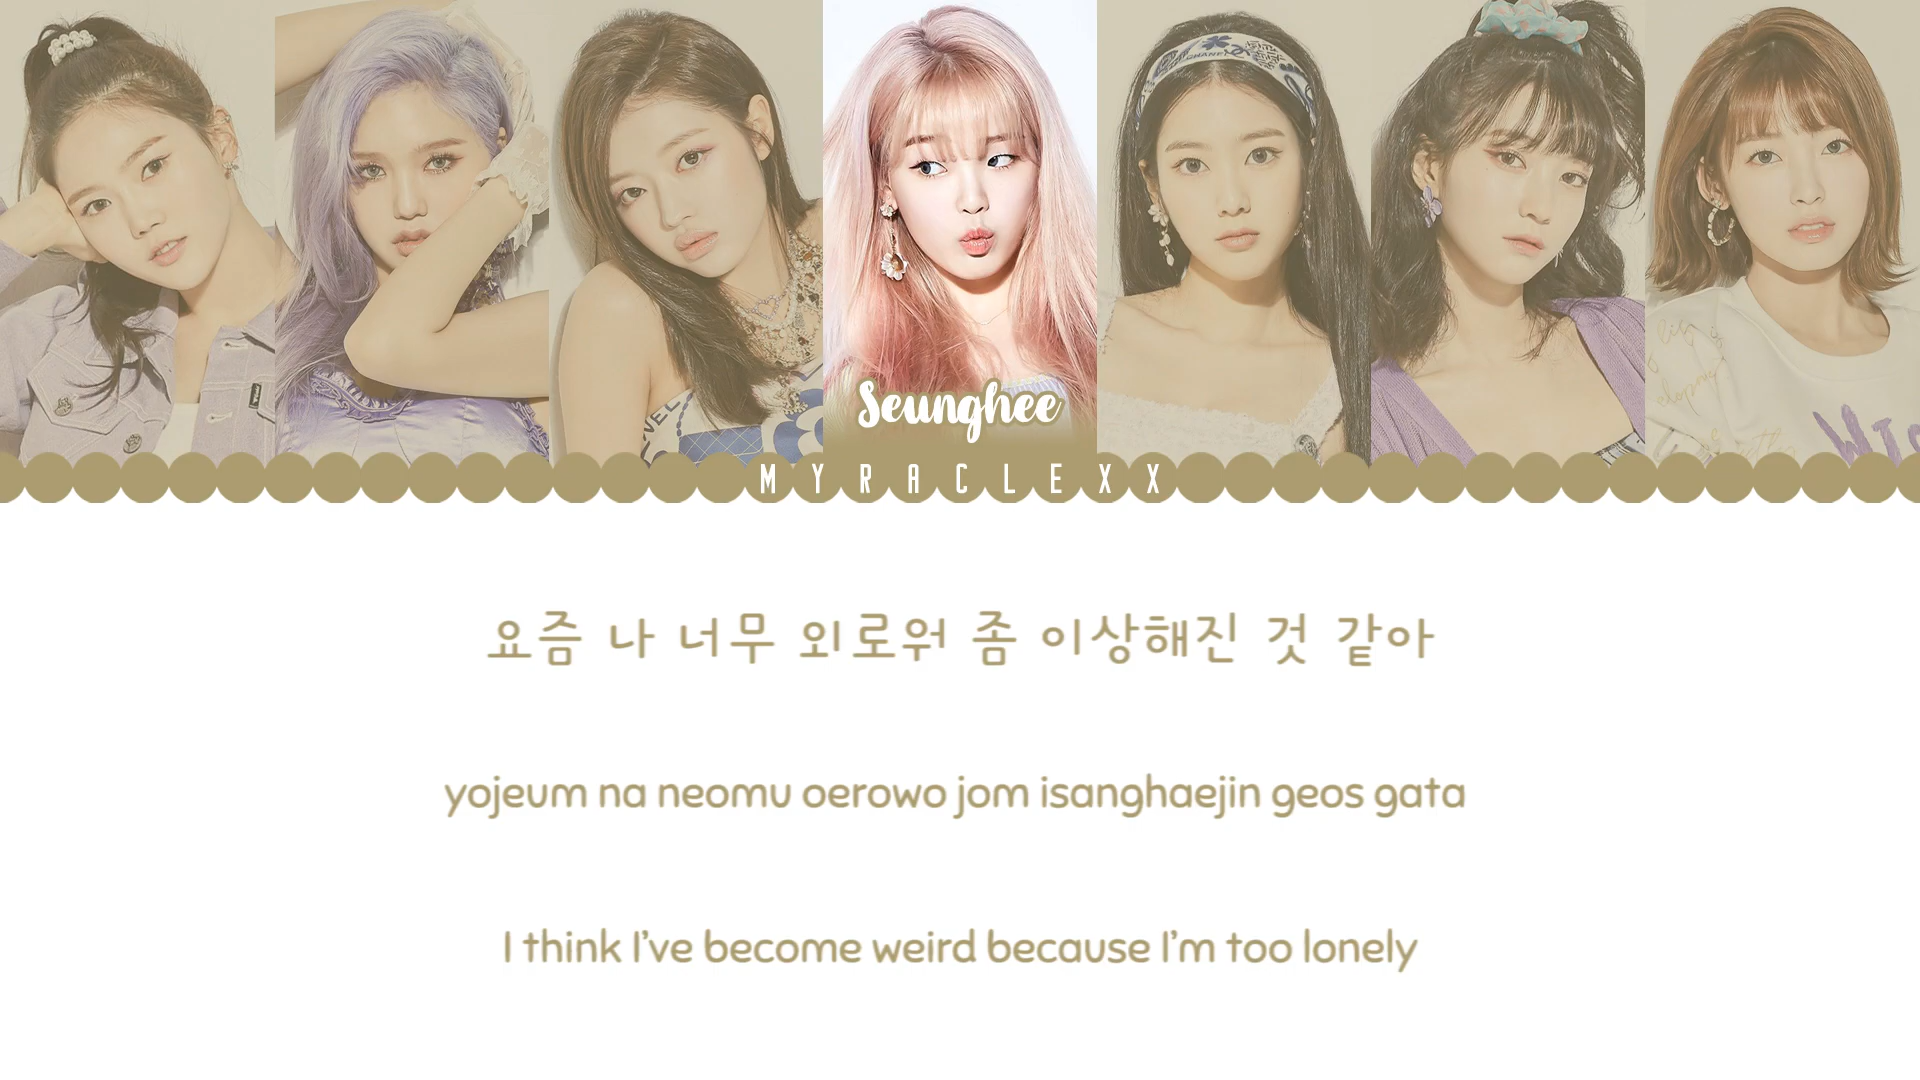 CHANEL
Seunghee
MYRACLEXX
요즘 나 너무 외로워 좀 이상해진 것 같아
yojeum na neomu oerowo jom isanghaejin geos gata
I think I've become weird because I'm too lonely